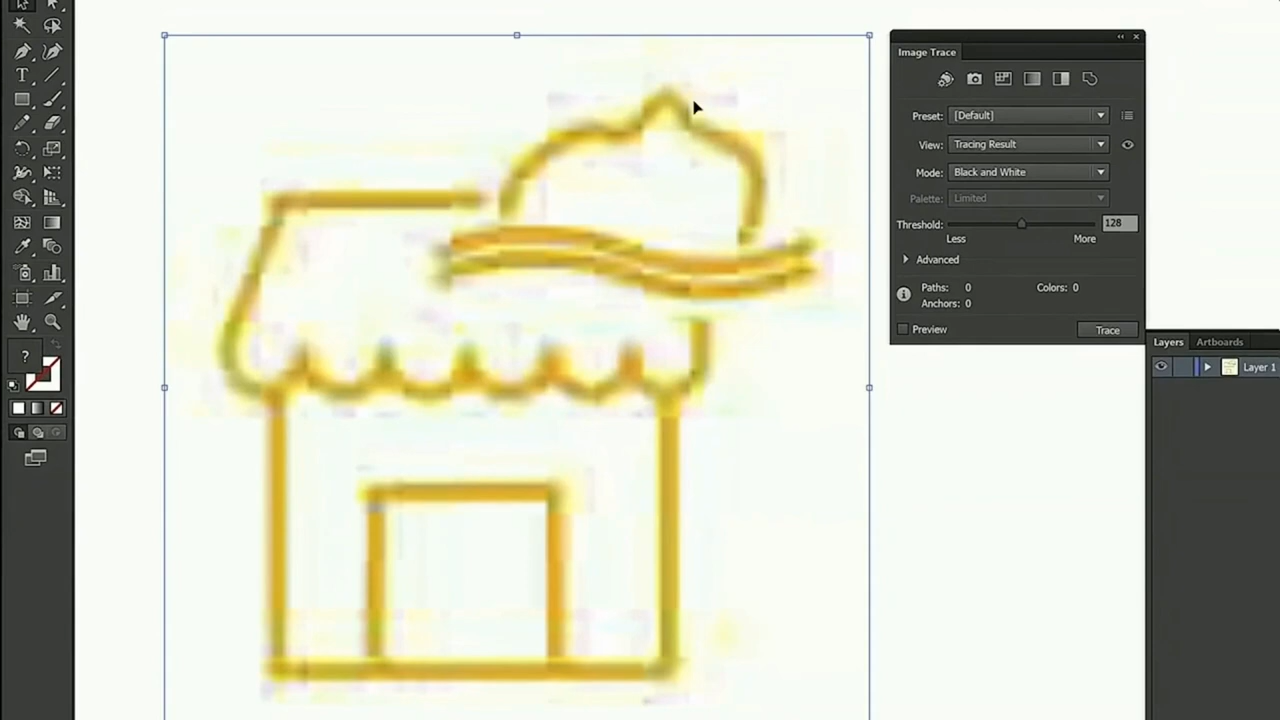 Image Trace
Preset: [Default]
View: Tracing Result
Mode: Black and White
Palette: Limited
Threshold: 128
Less More
Advanced
Paths: 0 Colors: 0
Anchors: 0
Preview Trace
Layers Artboards
Layer 1
T
?